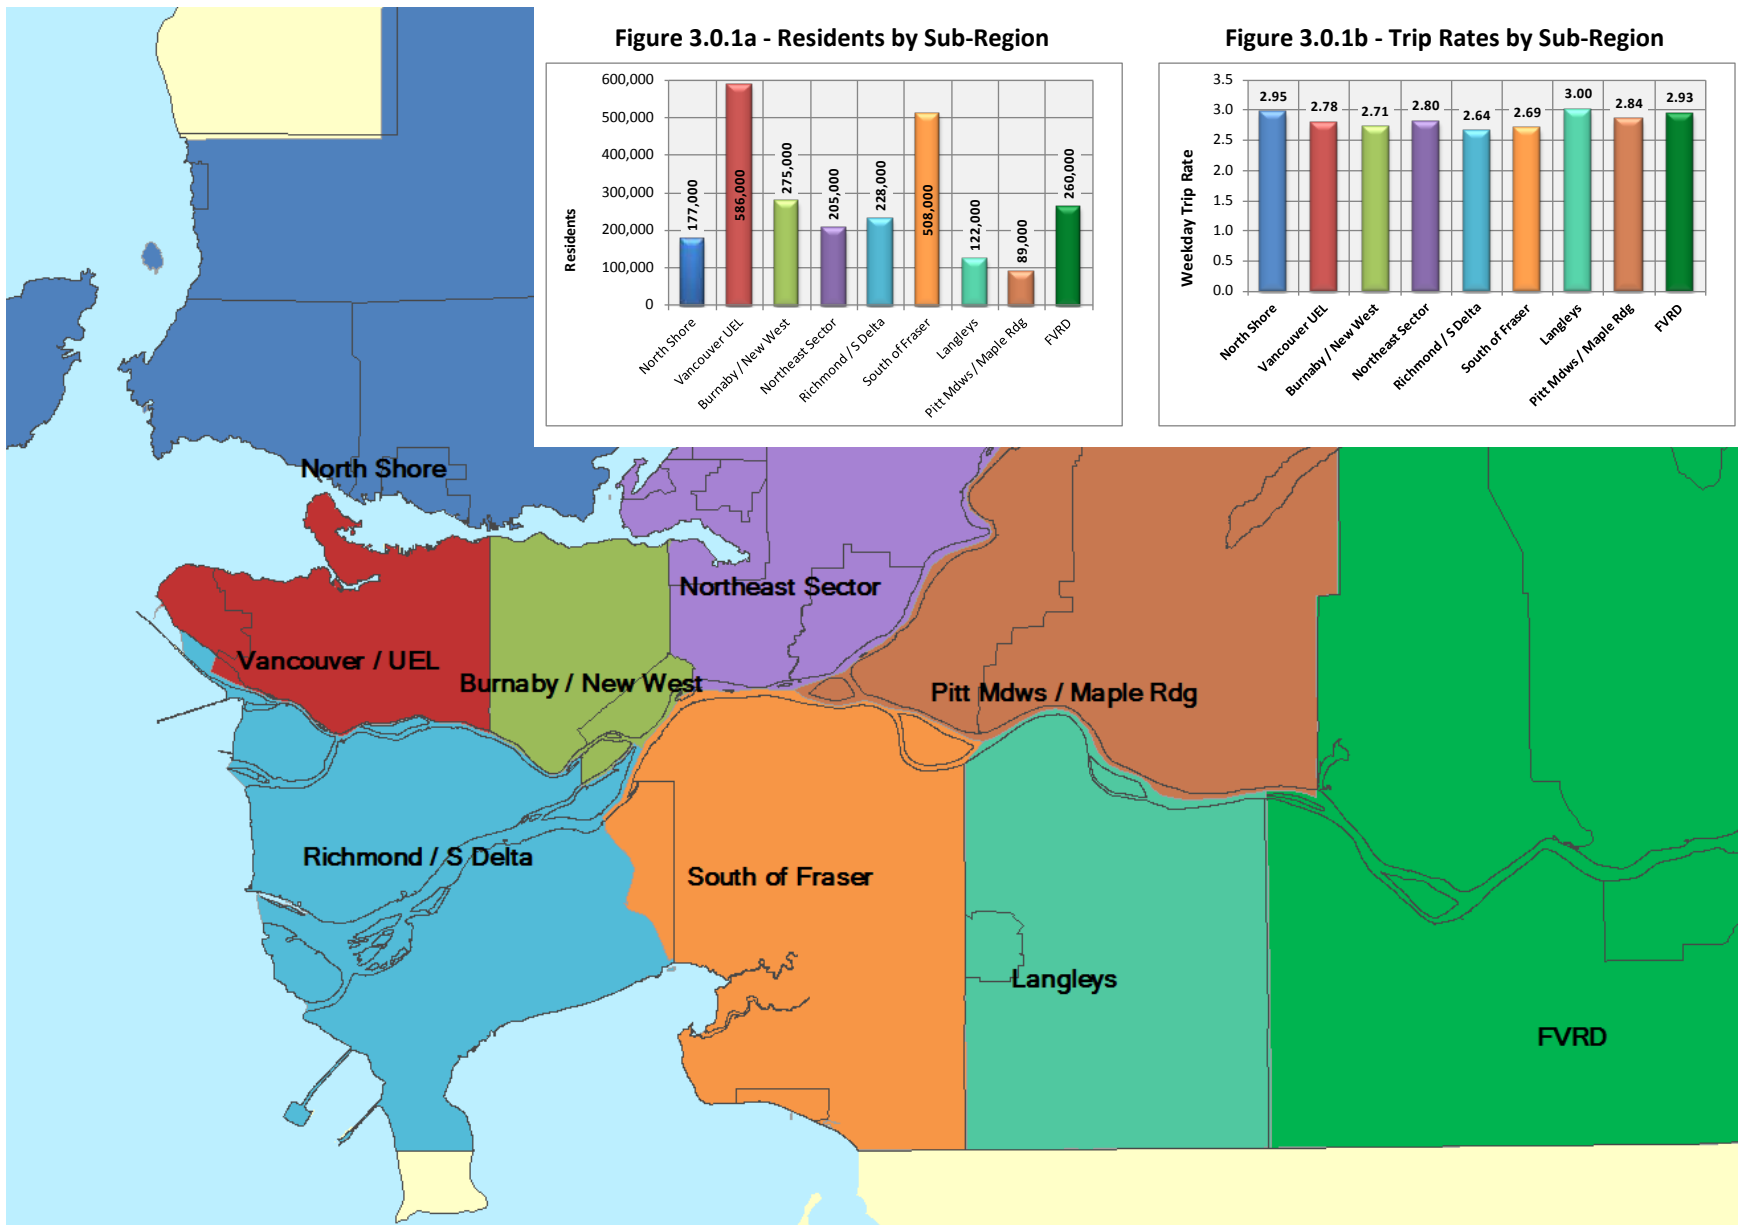 Figure 3.0.1a - Residents by Sub-Region
600,000
500,000
400,000
300,000
200,000
100,000
0
Residents
177,000
586,000
275,000
205,000
228,000
508,000
122,000
89,000
260,000
North Shore
Vancouver UEL
Burnaby / New West
Northeast Sector
Richmond / S Delta
South of Fraser
Langleys
Pitt Mdws / Maple Rdg
FVRD
Figure 3.0.1b - Trip Rates by Sub-Region
3.5
3.0
2.5
2.0
1.5
1.0
0.5
0.0
Weekday Trip Rate
2.95
2.78
2.71
2.80
2.64
2.69
3.00
2.84
2.93
North Shore
Vancouver UEL
Burnaby / New West
Northeast Sector
Richmond / S Delta
South of Fraser
Langleys
Pitt Mdws / Maple Rdg
FVRD
North Shore
Northeast Sector
Vancouver / UEL
Burnaby / New West
Pitt Mdws / Maple Rdg
Richmond / S Delta
South of Fraser
Langleys
FVRD